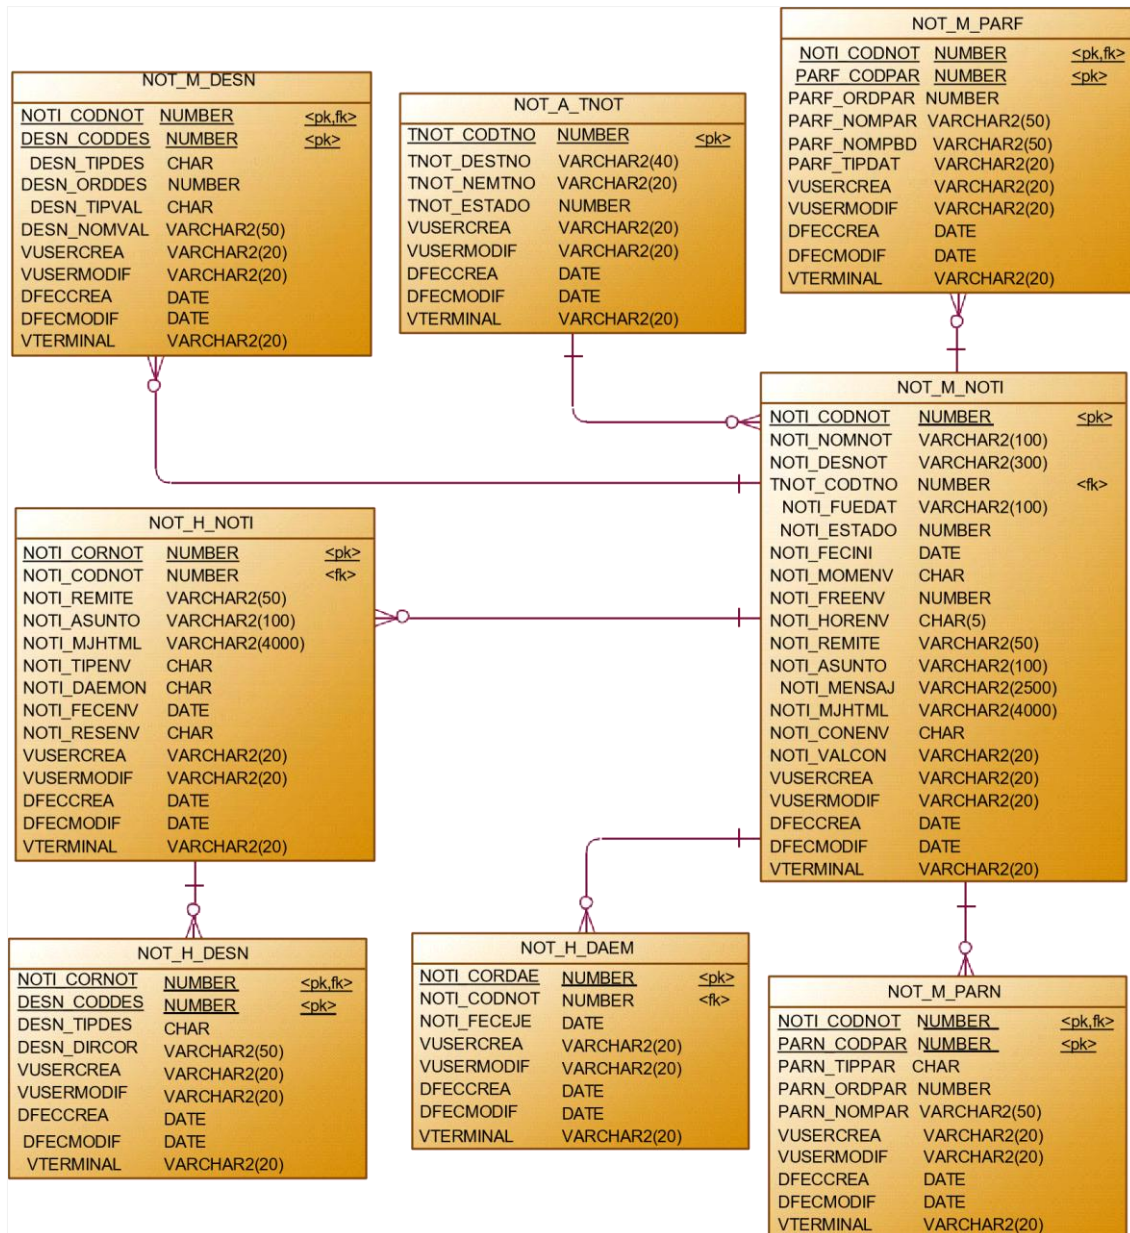 NOT_M_DESN
NOTI_CODNOT NUMBER <pk,fk>
DESN_CODDES NUMBER <pk>
DESN_TIPDES CHAR
DESN_ORDDES NUMBER
DESN_TIPVAL CHAR
DESN_NOMVAL VARCHAR2(50)
VUSERCREA VARCHAR2(20)
VUSERMODIF VARCHAR2(20)
DFECCREA DATE
DFECMODIF DATE
VTERMINAL VARCHAR2(20)
NOT_A_TNOT
TNOT_CODTNO NUMBER <pk>
TNOT_DESTNO VARCHAR2(40)
TNOT_NEMTNO VARCHAR2(20)
TNOT_ESTADO NUMBER
VUSERCREA VARCHAR2(20)
VUSERMODIF VARCHAR2(20)
DFECCREA DATE
DFECMODIF DATE
VTERMINAL VARCHAR2(20)
NOT_M_PARF
NOTI_CODNOT NUMBER <pk,fk>
PARF_CODPAR NUMBER <pk>
PARF_ORDPAR NUMBER
PARF_NOMPAR VARCHAR2(50)
PARF_NOMPBD VARCHAR2(50)
PARF_TIPDAT VARCHAR2(20)
VUSERCREA VARCHAR2(20)
VUSERMODIF VARCHAR2(20)
DFECCREA DATE
DFECMODIF DATE
VTERMINAL VARCHAR2(20)
NOT_M_NOTI
NOTI_CODNOT NUMBER <pk>
NOTI_NOMNOT VARCHAR2(100)
NOTI_DESNOT VARCHAR2(300)
TNOT_CODTNO NUMBER <fk>
NOTI_FUEDAT VARCHAR2(100)
NOTI_ESTADO NUMBER
NOTI_FECINI DATE
NOTI_MOMENV CHAR
NOTI_FREENV NUMBER
NOTI_HORENV CHAR(5)
NOTI_REMITE VARCHAR2(50)
NOTI_ASUNTO VARCHAR2(100)
NOTI_MENSAJ VARCHAR2(2500)
NOTI_MJHTML VARCHAR2(4000)
NOTI_CONENV CHAR
NOTI_VALCON VARCHAR2(20)
VUSERCREA VARCHAR2(20)
VUSERMODIF VARCHAR2(20)
DFECCREA DATE
DFECMODIF DATE
VTERMINAL VARCHAR2(20)
NOT_H_NOTI
NOTI_CORNOT NUMBER <pk>
NOTI_CODNOT NUMBER <fk>
NOTI_REMITE VARCHAR2(50)
NOTI_ASUNTO VARCHAR2(100)
NOTI_MJHTML VARCHAR2(4000)
NOTI_TIPENV CHAR
NOTI_DAEMON CHAR
NOTI_FECENV DATE
NOTI_RESENV CHAR
VUSERCREA VARCHAR2(20)
VUSERMODIF VARCHAR2(20)
DFECCREA DATE
DFECMODIF DATE
VTERMINAL VARCHAR2(20)
NOT_H_DESN
NOTI_CORNOT NUMBER <pk,fk>
DESN_CODDES NUMBER <pk>
DESN_TIPDES CHAR
DESN_DIRCOR VARCHAR2(50)
VUSERCREA VARCHAR2(20)
VUSERMODIF VARCHAR2(20)
DFECCREA DATE
DFECMODIF DATE
VTERMINAL VARCHAR2(20)
NOT_H_DAEM
NOTI_CORDAE NUMBER <pk>
NOTI_CODNOT NUMBER <fk>
NOTI_FECEJE DATE
VUSERCREA VARCHAR2(20)
VUSERMODIF VARCHAR2(20)
DFECCREA DATE
DFECMODIF DATE
VTERMINAL VARCHAR2(20)
NOT_M_PARN
NOTI_CODNOT NUMBER <pk,fk>
PARN_CODPAR NUMBER <pk>
PARN_TIPPAR CHAR
PARN_ORDPAR NUMBER
PARN_NOMPAR VARCHAR2(50)
VUSERCREA VARCHAR2(20)
VUSERMODIF VARCHAR2(20)
DFECCREA DATE
DFECMODIF DATE
VTERMINAL VARCHAR2(20)